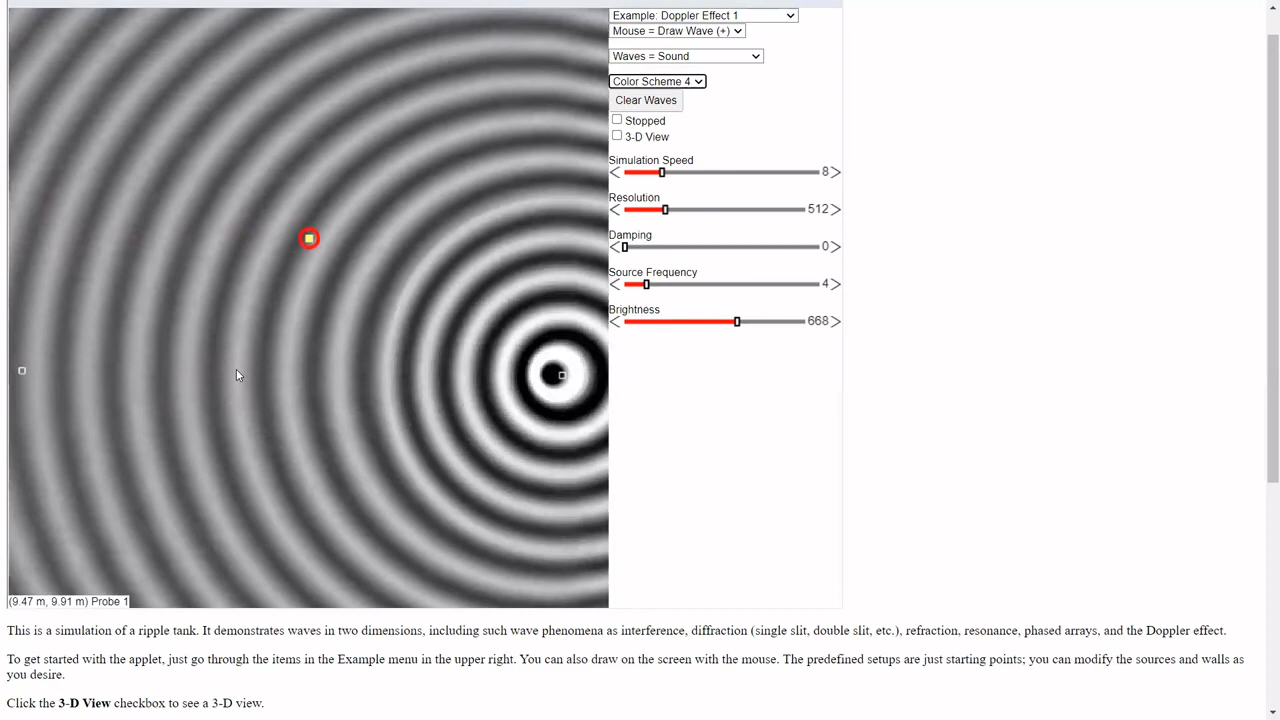 Example: Doppler Effect 1
Mouse = Draw Wave (+)
Waves = Sound
Color Scheme 4
Clear Waves
Stopped
3-D View
Simulation Speed
8
Resolution
512
Damping
0
Source Frequency
4
Brightness
668
(9.47 m, 9.91 m) Probe 1
This is a simulation of a ripple tank. It demonstrates waves in two dimensions, including such wave phenomena as interference, diffraction (single slit, double slit, etc.), refraction, resonance, phased arrays, and the Doppler effect.
To get started with the applet, just go through the items in the Example menu in the upper right. You can also draw on the screen with the mouse. The predefined setups are just starting points; you can modify the sources and walls as
you desire.
Click the 3-D View checkbox to see a 3-D view.